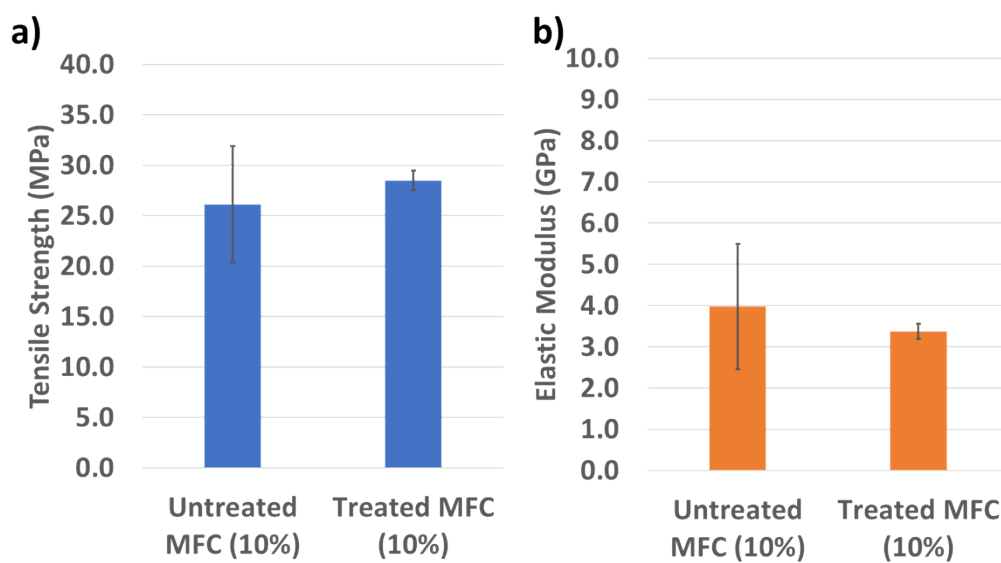 a)
Tensile Strength (MPa)
40.0
35.0
30.0
25.0
20.0
15.0
10.0
5.0
0.0
Untreated
MFC (10%)
Treated MFC
(10%)
b)
Elastic Modulus (GPa)
10.0
9.0
8.0
7.0
6.0
5.0
4.0
3.0
2.0
1.0
0.0
Untreated
MFC (10%)
Treated MFC
(10%)